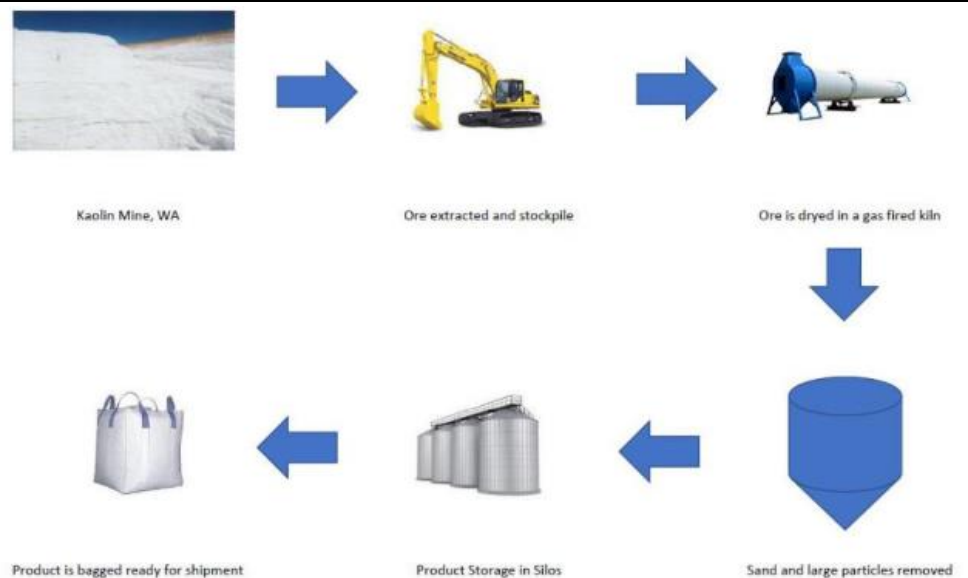 Kaolin Mine, WA
Ore extracted and stockpile
Ore is dryed in a gas fired kiln
Product is bagged ready for shipment
Product Storage in Silos
Sand and large particles removed